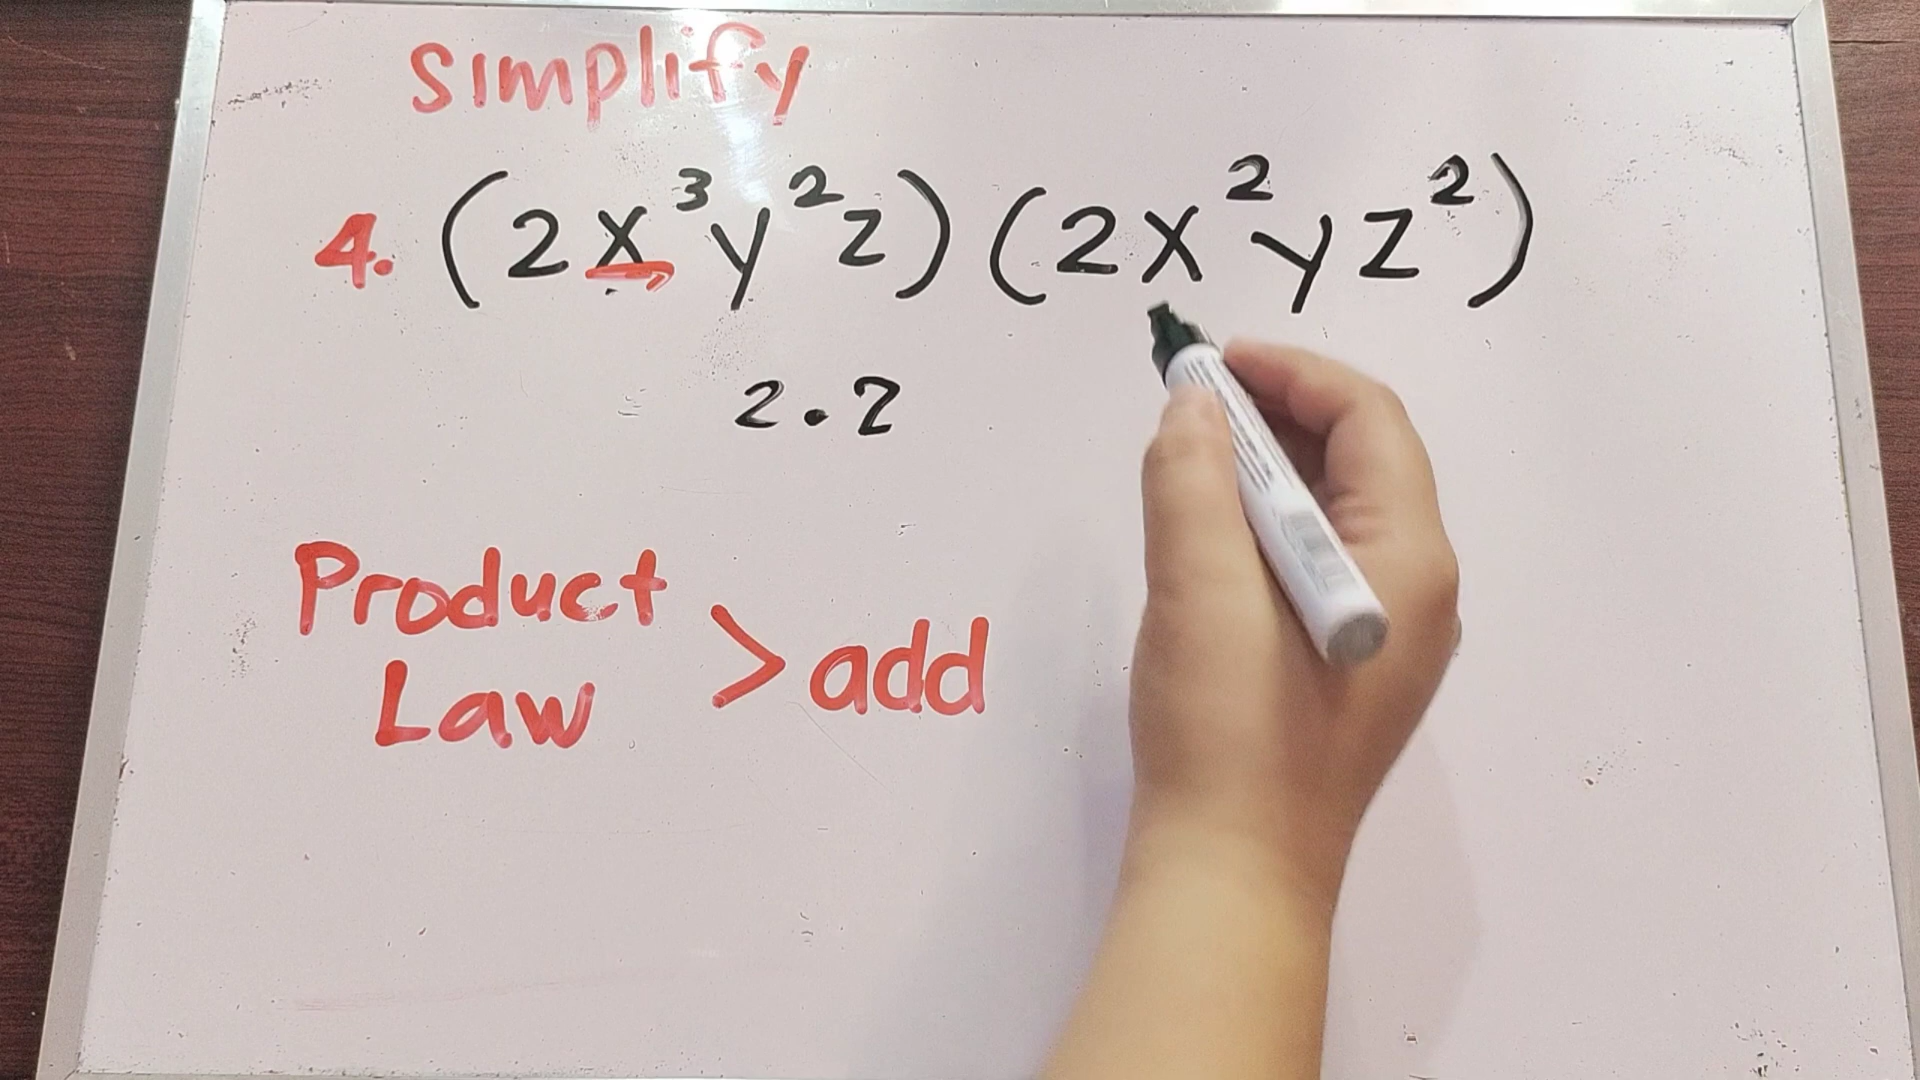 simplify
4. (2x³y²z)(2x²yz²)
2·2
Product
Law > add